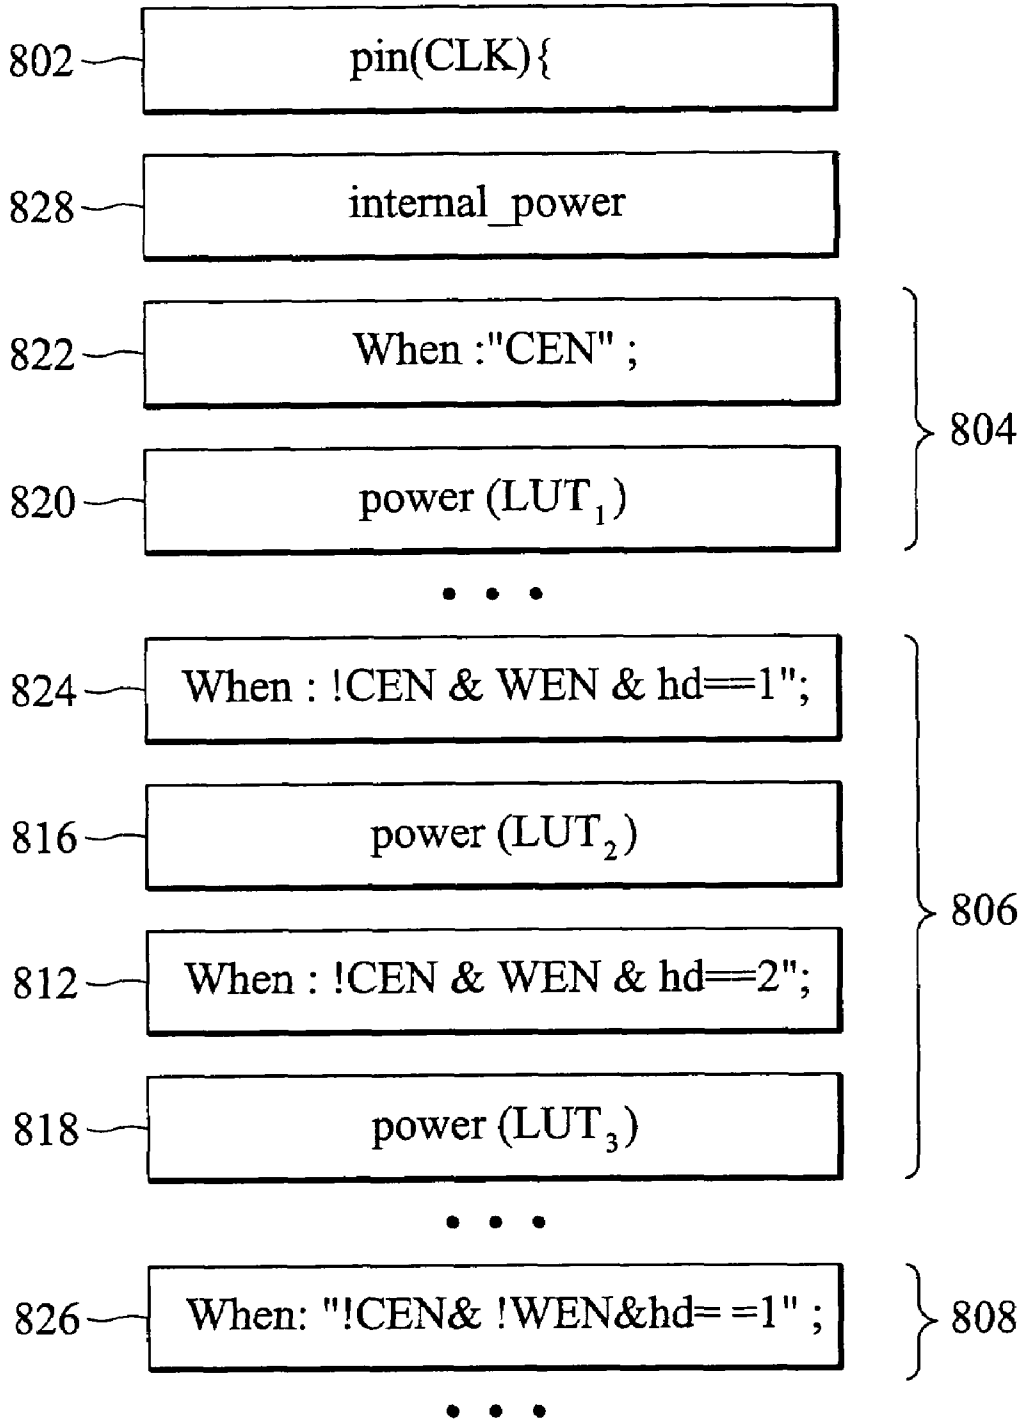 802 pin(CLK){
828 internal_power
822 When :"CEN" ;
804
820 power (LUT1)
• • •
824 When : !CEN & WEN & hd==1";
816 power (LUT2)
806
812 When : !CEN & WEN & hd==2";
818 power (LUT3)
• • •
826 When: "!CEN& !WEN&hd= =1" ; 808
• • •